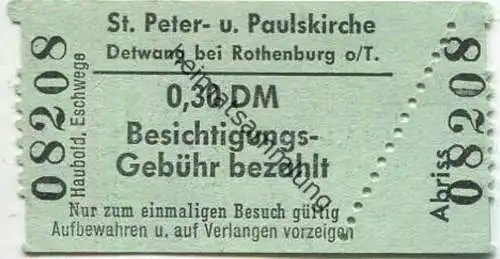 St. Peter- u. Paulskirche
Detwang bei Rothenburg o/T.
0,30 DM
Besichtigungs-
Gebühr bezahlt
Nur zum einmaligen Besuch gültig
Aufbewahren u. auf Verlangen vorzeigen
08208
Haubold, Eschwege
Abriss
08208
heimatsammlung